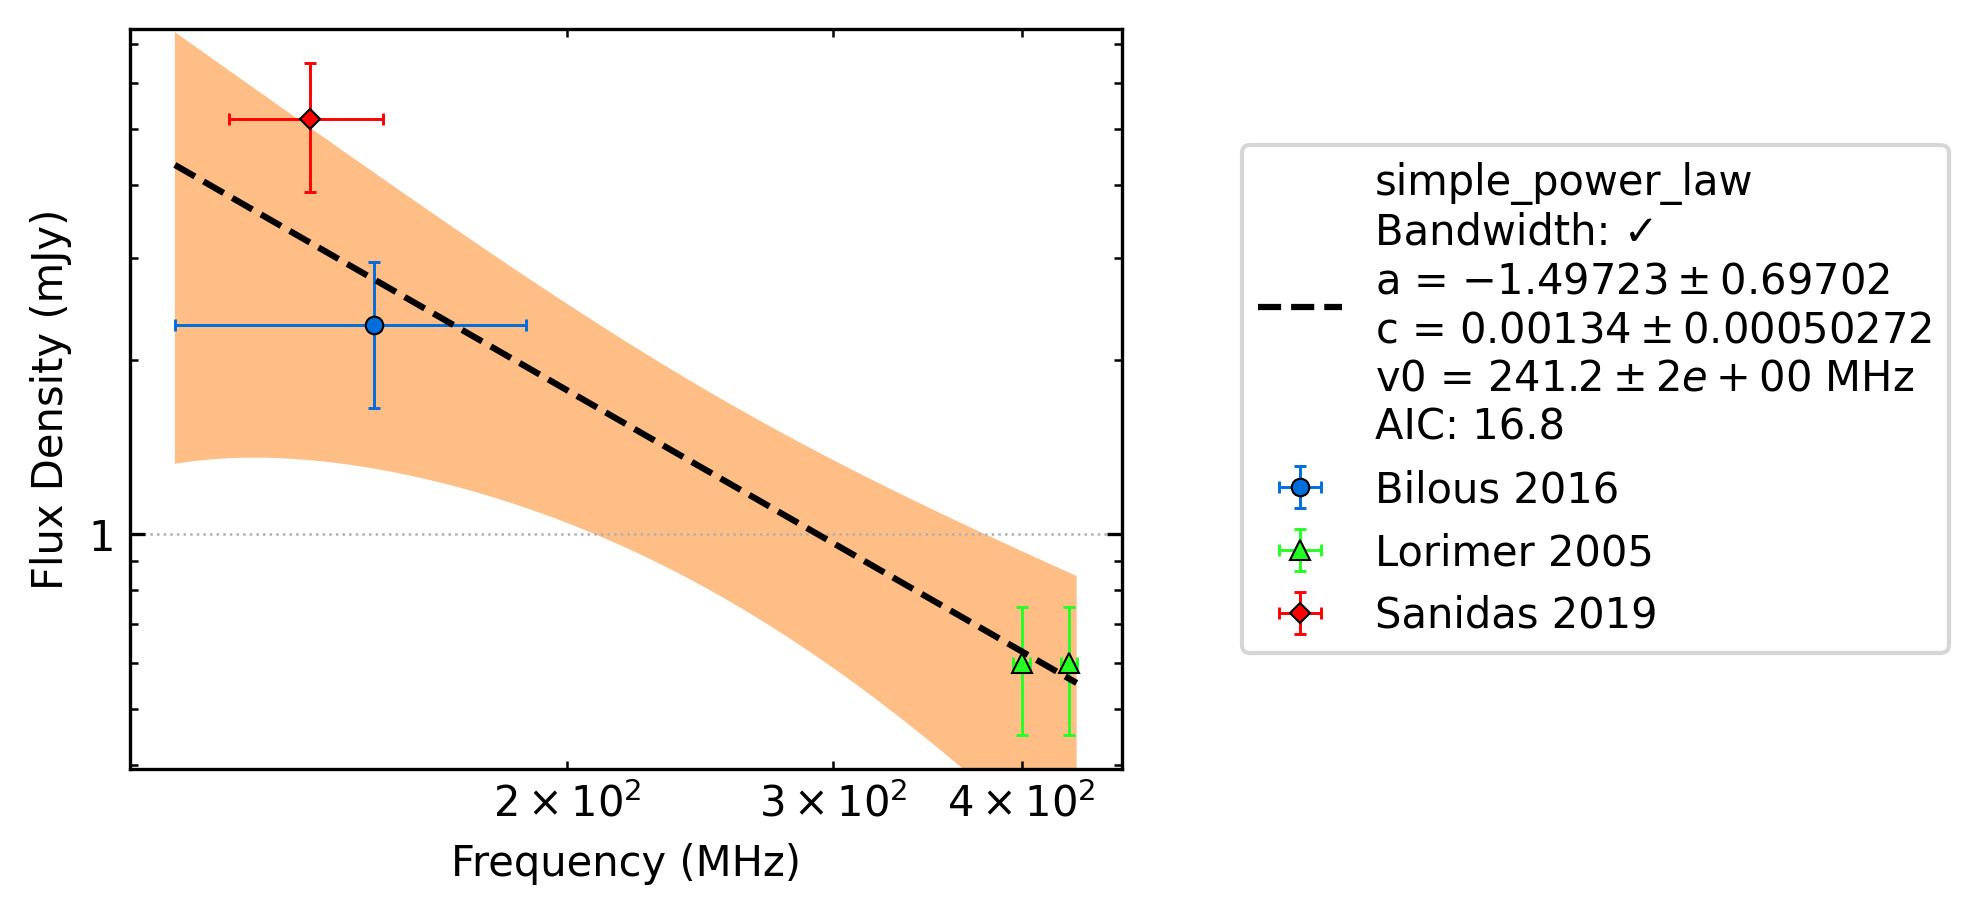 Flux Density (mJy)
1
2 × 10²
3 × 10²
4 × 10²
Frequency (MHz)
simple_power_law
Bandwidth: ✓
a = −1.49723 ± 0.69702
c = 0.00134 ± 0.00050272
v0 = 241.2 ± 2e + 00 MHz
AIC: 16.8
Bilous 2016
Lorimer 2005
Sanidas 2019